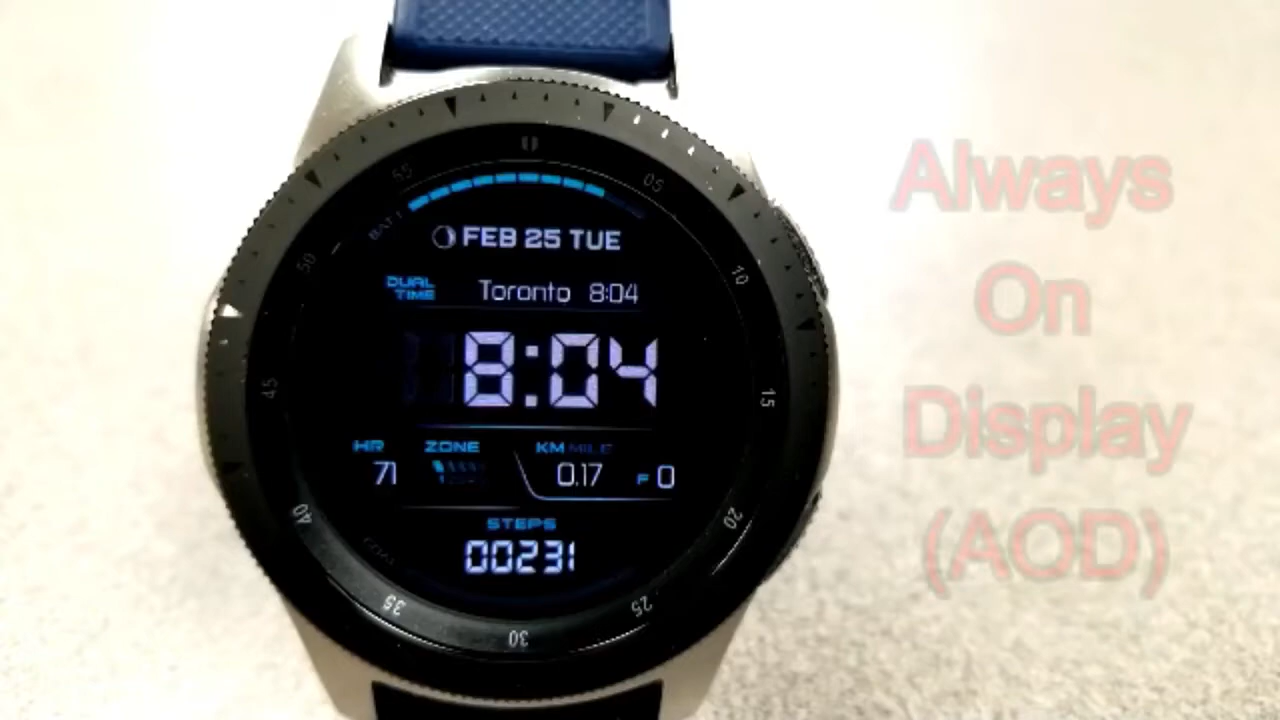 55
05
BATT
50
FEB 25 TUE
10
DUAL
TIME
Toronto 8:04
8:04
45
15
HR
71
ZONE
KM MILE
0.17
F 0
40
20
STEPS
00231
35
25
30
Always
On
Display
(AOD)